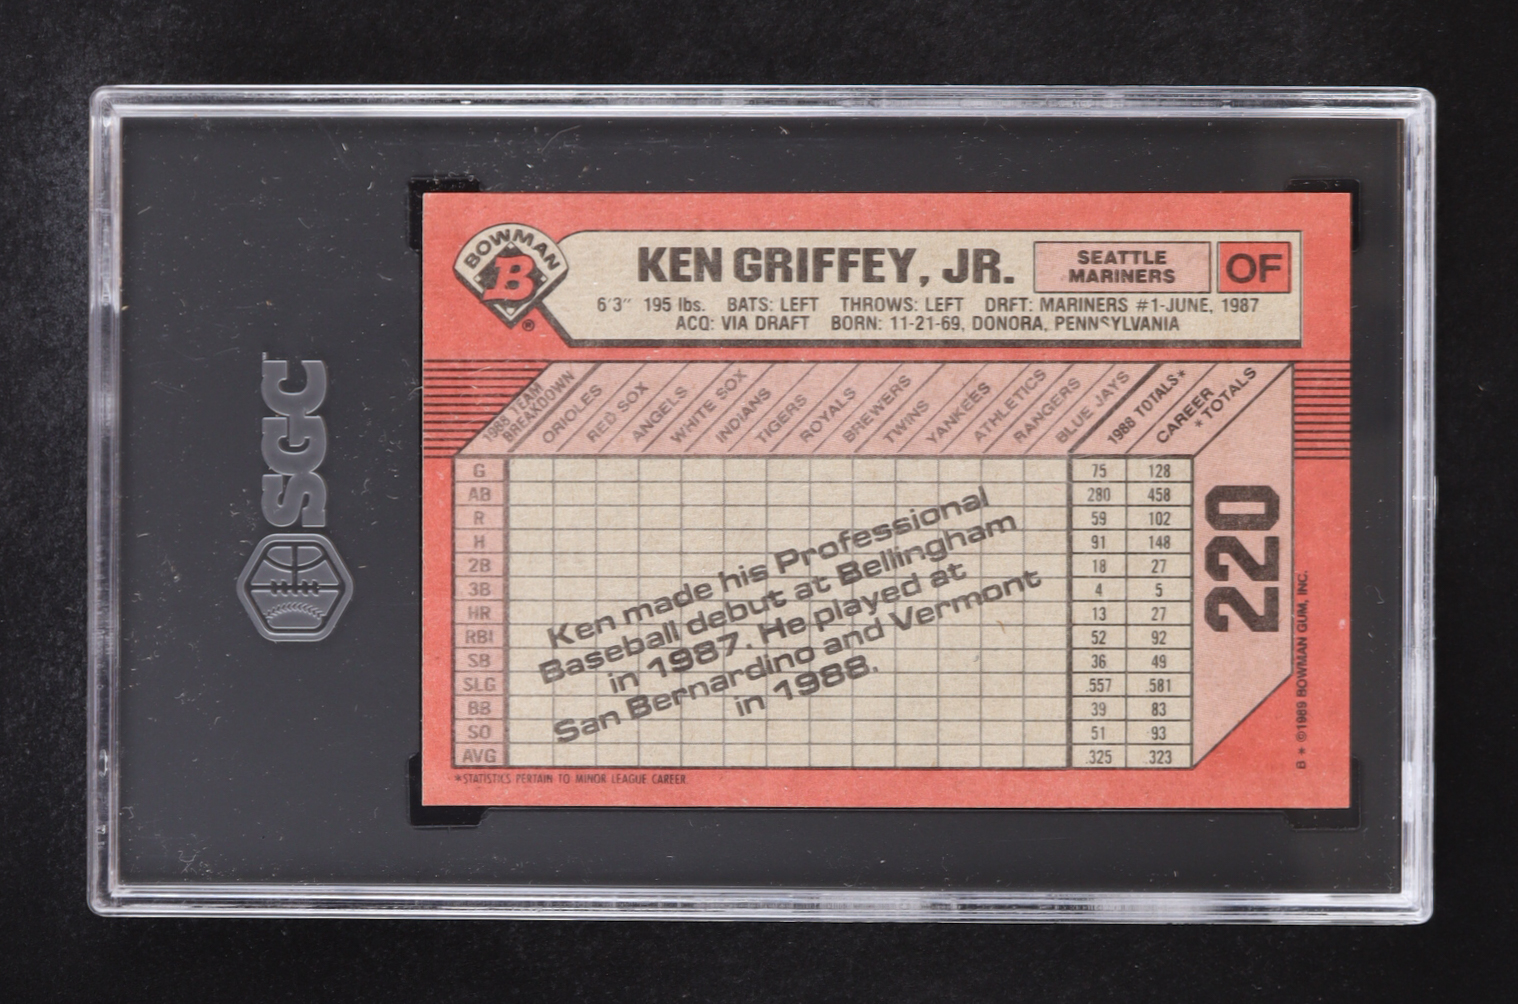 SGC
BOWMAN
B
®
KEN GRIFFEY, JR.
SEATTLE
MARINERS
OF
6'3" 195 lbs. BATS: LEFT THROWS: LEFT DRFT: MARINERS #1-JUNE, 1987
ACQ: VIA DRAFT BORN: 11-21-69, DONORA, PENNSYLVANIA
1988 TEAM
BREAKDOWN
ORIOLES
RED SOX
ANGELS
WHITE SOX
INDIANS
TIGERS
ROYALS
BREWERS
TWINS
YANKEES
ATHLETICS
RANGERS
BLUE JAYS
1988 TOTALS*
CAREER
*TOTALS
G 75 128
AB 280 458
R 59 102
H 91 148
2B 18 27
3B 4 5
HR 13 27
RBI 52 92
SB 36 49
SLG .557 .581
BB 39 83
SO 51 93
AVG .325 .323
Ken made his Professional
Baseball debut at Bellingham
in 1987. He played at
San Bernardino and Vermont
in 1988.
220
B * ©1989 BOWMAN GUM, INC.
*STATISTICS PERTAIN TO MINOR LEAGUE CAREER.